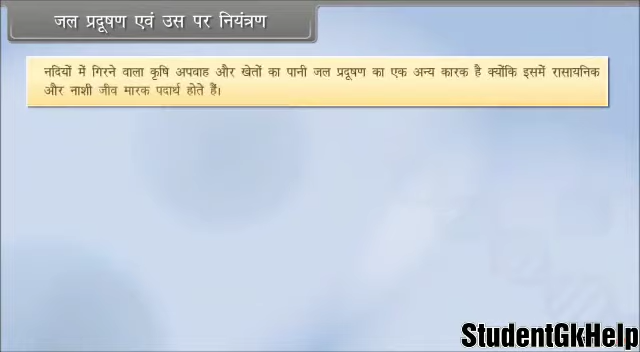 जल प्रदूषण एवं उस पर नियंत्रण
नदियों में गिरने वाला कृषि अपवाह और खेतों का पानी जल प्रदूषण का एक अन्य कारक है क्योंकि इसमें रासायनिक
और नाशी जीव मारक पदार्थ होते हैं।
StudentGkHelp